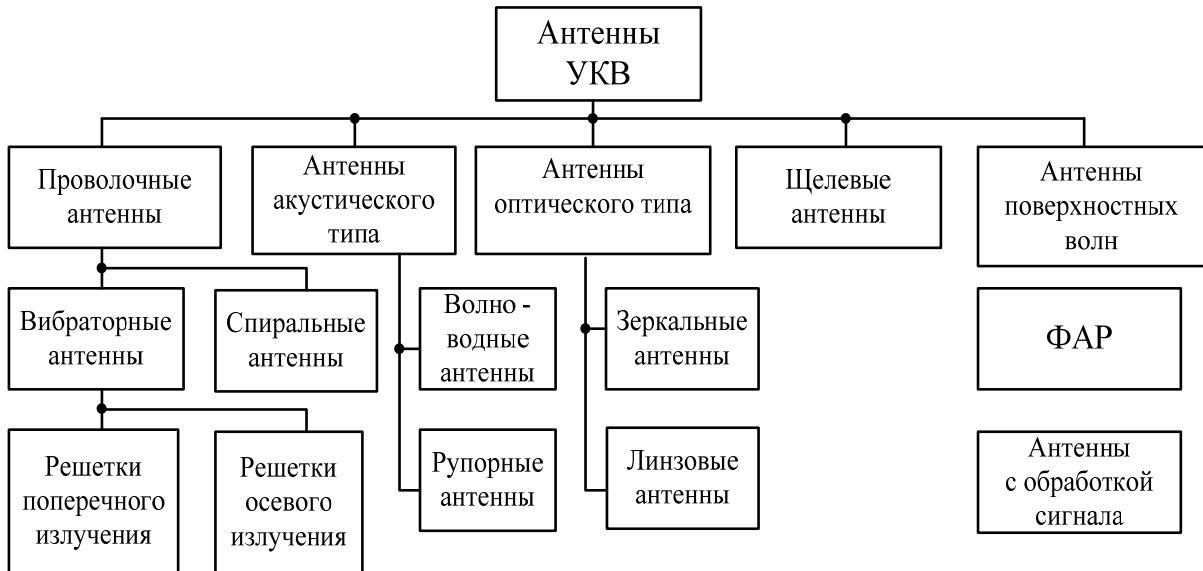 Антенны
УКВ
Проволочные
антенны
Антенны
акустического
типа
Антенны
оптического типа
Щелевые
антенны
Антенны
поверхностных
волн
Вибраторные
антенны
Спиральные
антенны
Волно -
водные
антенны
Зеркальные
антенны
ФАР
Решетки
поперечного
излучения
Решетки
осевого
излучения
Рупорные
антенны
Линзовые
антенны
Антенны
с обработкой
сигнала